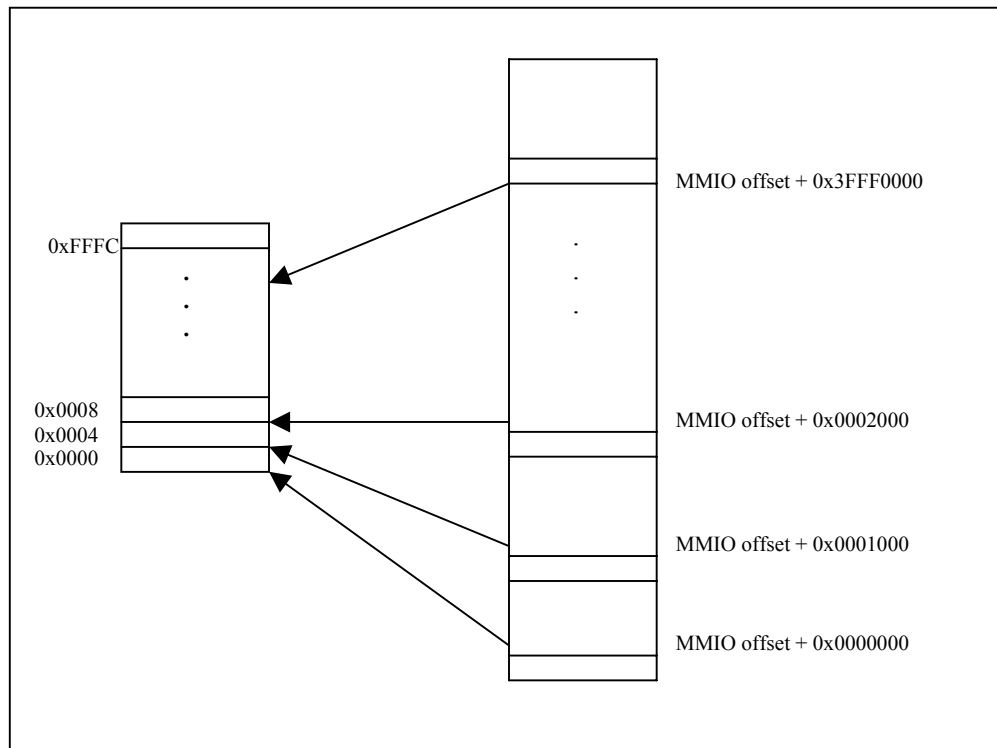 MMIO offset + 0x3FFF0000
0xFFFC
0x0008
MMIO offset + 0x0002000
0x0004
0x0000
MMIO offset + 0x0001000
MMIO offset + 0x0000000